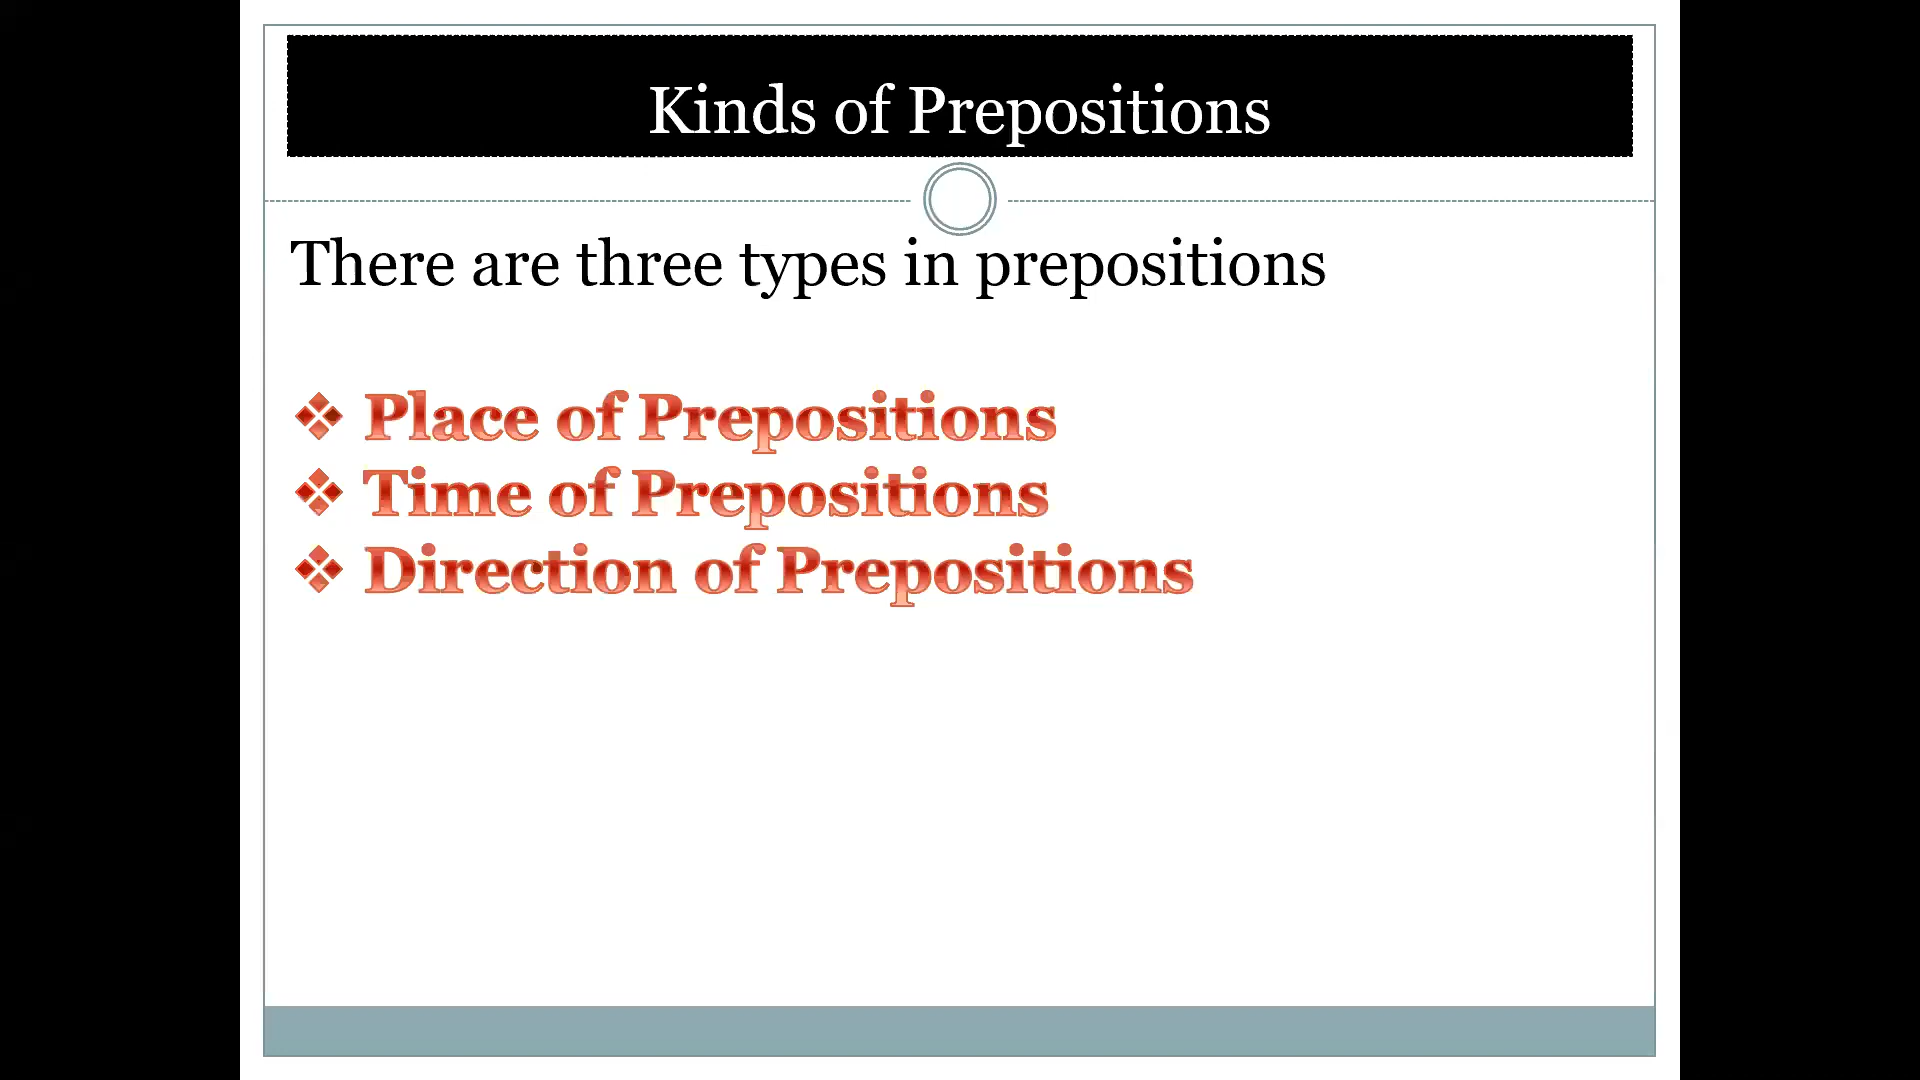 Kinds of Prepositions
There are three types in prepositions
❖ Place of Prepositions
❖ Time of Prepositions
❖ Direction of Prepositions